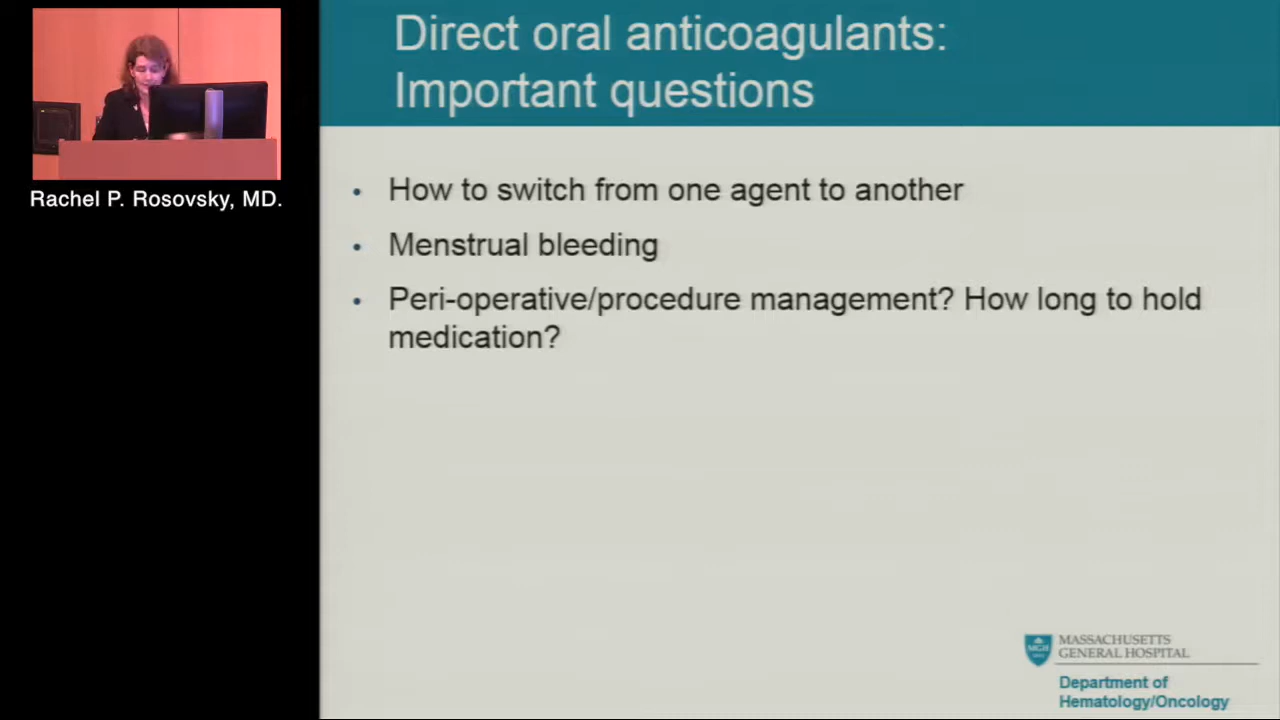 Direct oral anticoagulants:
Important questions
Rachel P. Rosovsky, MD.
• How to switch from one agent to another
• Menstrual bleeding
• Peri-operative/procedure management? How long to hold
medication?
MASSACHUSETTS
GENERAL HOSPITAL
Department of
Hematology/Oncology
MGH